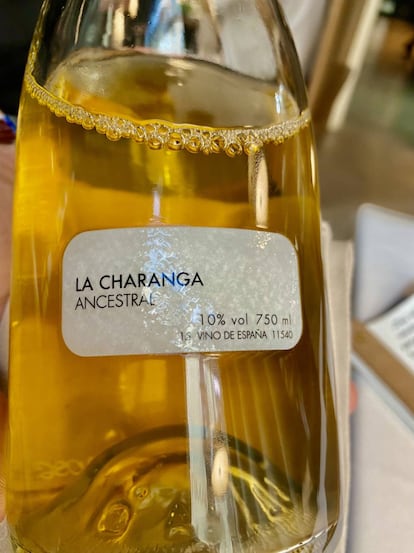 LA CHARANGA
ANCESTRAL
10% vol 750 ml
VINO DE ESPAÑA 11540